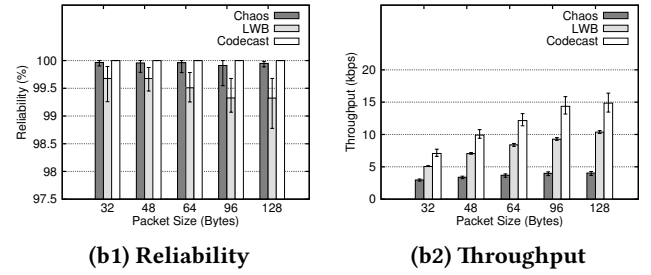 Chaos
LWB
Codecast
100
99.5
99
98.5
98
97.5
Reliability (%)
32 48 64 96 128
Packet Size (Bytes)
(b1) Reliability
Chaos
LWB
Codecast
20
15
10
5
0
Throughput (kbps)
32 48 64 96 128
Packet Size (Bytes)
(b2) Throughput